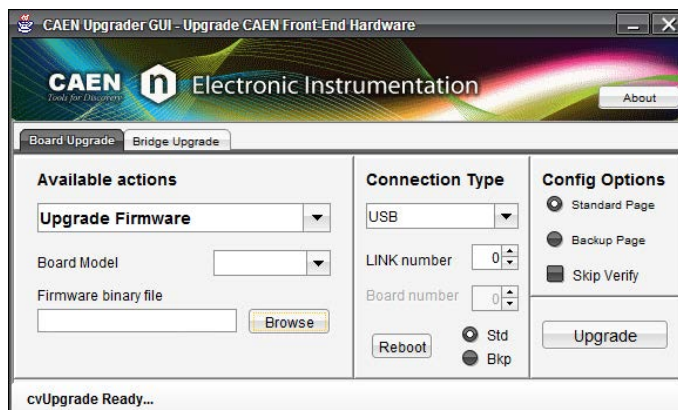 CAEN Upgrader GUI - Upgrade CAEN Front-End Hardware
CAEN n Electronic Instrumentation
Tools for Discovery
About
Board Upgrade Bridge Upgrade
Available actions
Upgrade Firmware
Board Model
Firmware binary file
Browse
Connection Type
USB
LINK number 0
Board number 0
Reboot
Std
Bkp
Config Options
Standard Page
Backup Page
Skip Verify
Upgrade
cvUpgrade Ready...